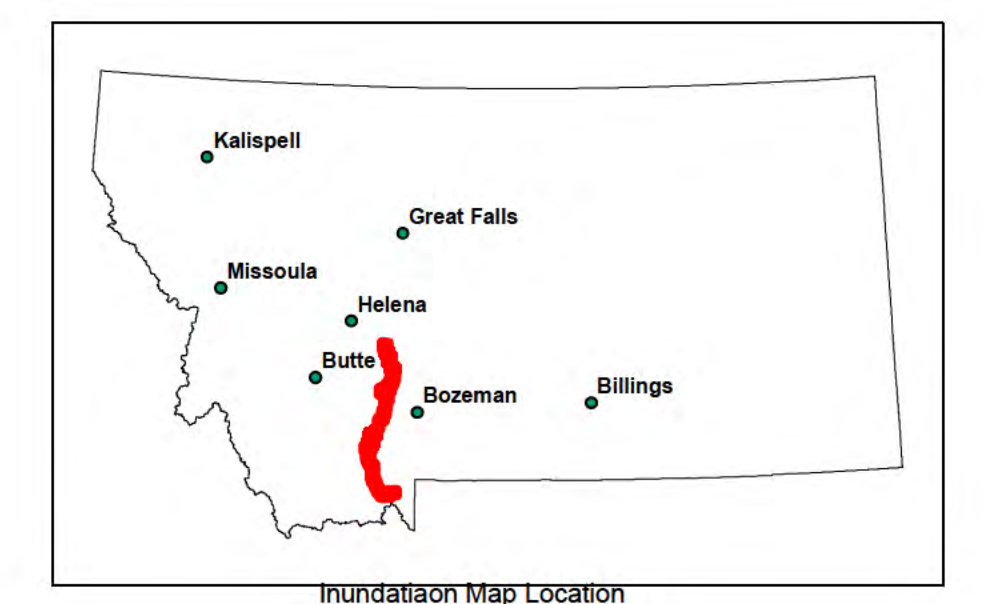 Kalispell
Great Falls
Missoula
Helena
Butte
Bozeman
Billings
Inundatiaon Map Location